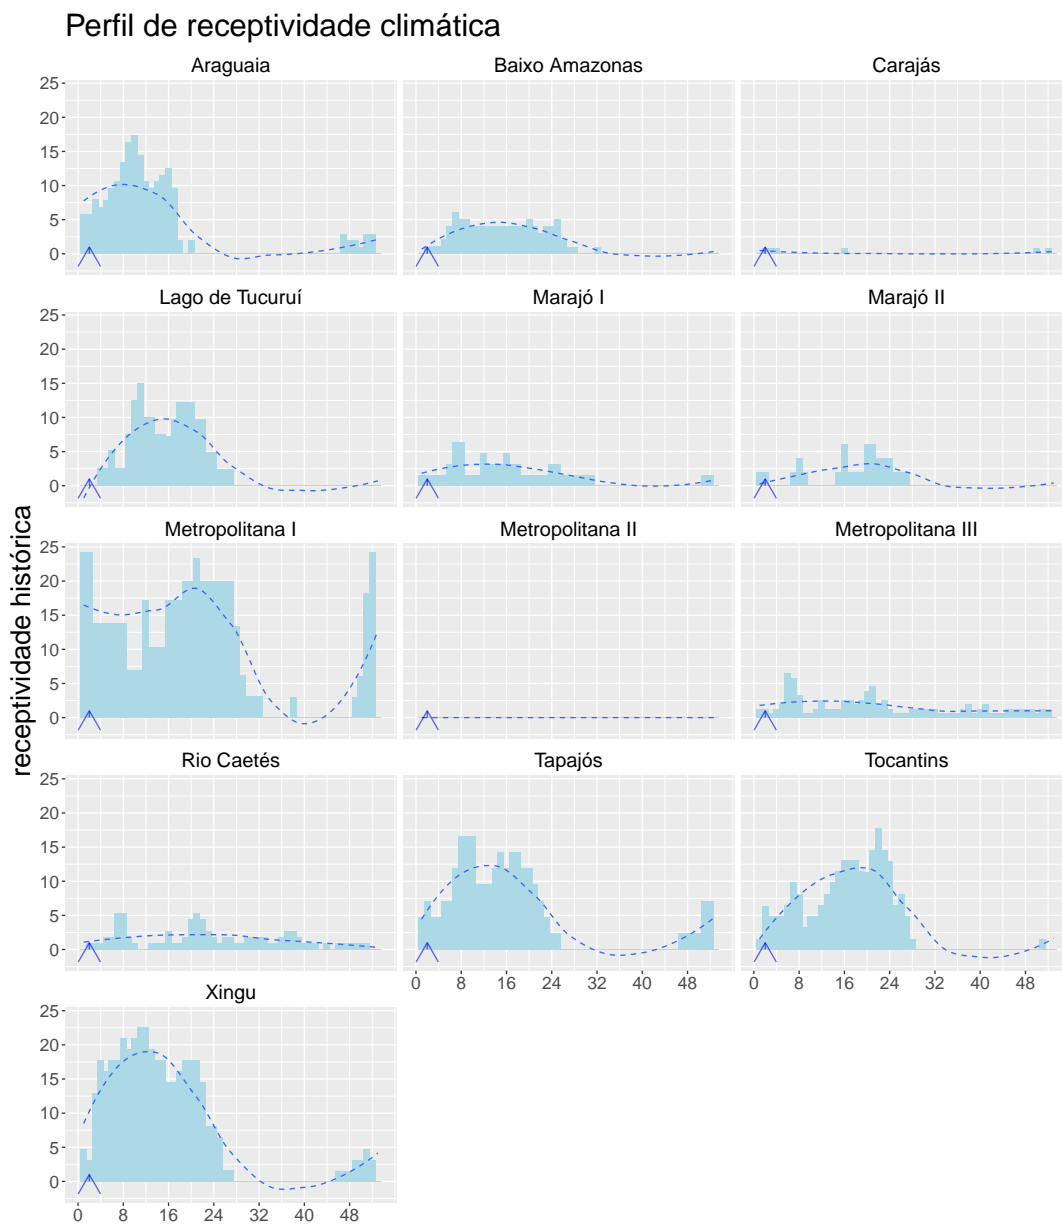 Perfil de receptividade climática
Araguaia
Baixo Amazonas
Carajás
25
20
15
10
5
0
Lago de Tucuruí
Marajó I
Marajó II
25
20
15
10
5
0
Metropolitana I
Metropolitana II
Metropolitana III
25
20
15
10
5
0
receptividade histórica
Rio Caetés
Tapajós
Tocantins
25
20
15
10
5
0
0 8 16 24 32 40 48
0 8 16 24 32 40 48
Xingu
25
20
15
10
5
0
0 8 16 24 32 40 48